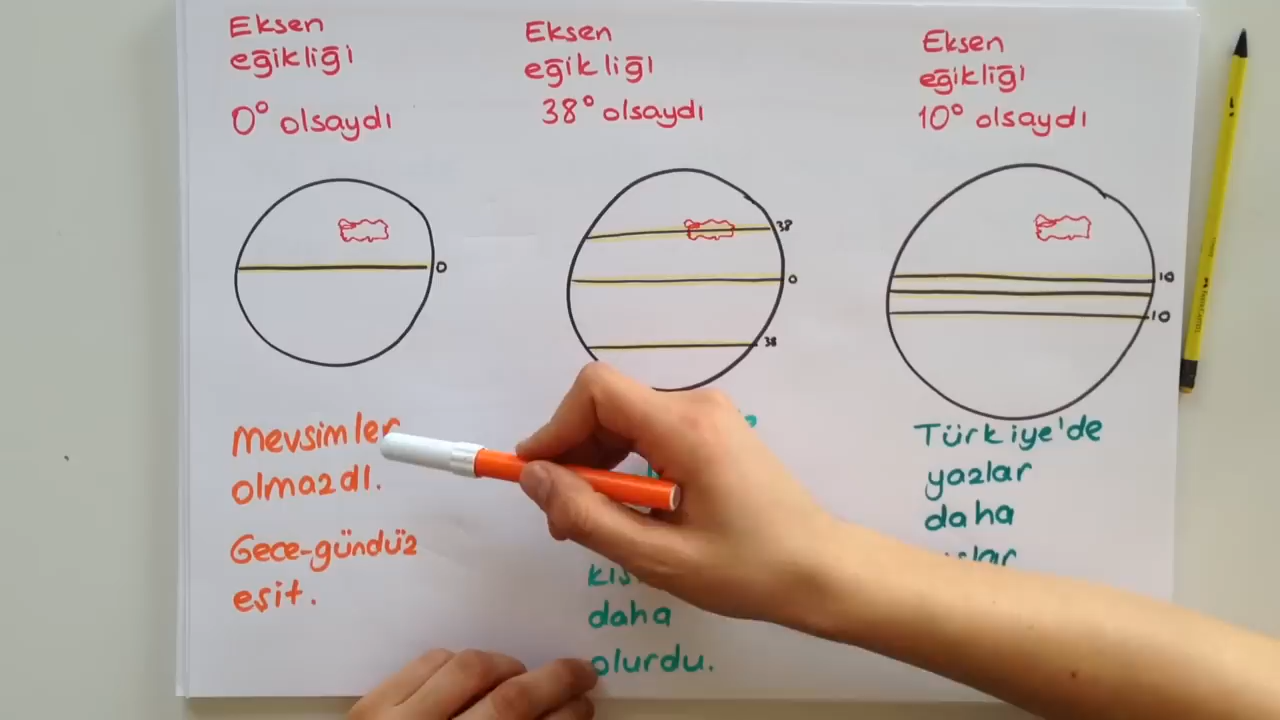 Eksen
eğikliği
0° olsaydı
Eksen
eğikliği
38° olsaydı
Eksen
eğikliği
10° olsaydı
0
38
0
38
10
10
Mevsimler
olmazdı.
Gece-gündüz
eşit.
daha
olurdu.
Türkiye'de
yazlar
daha